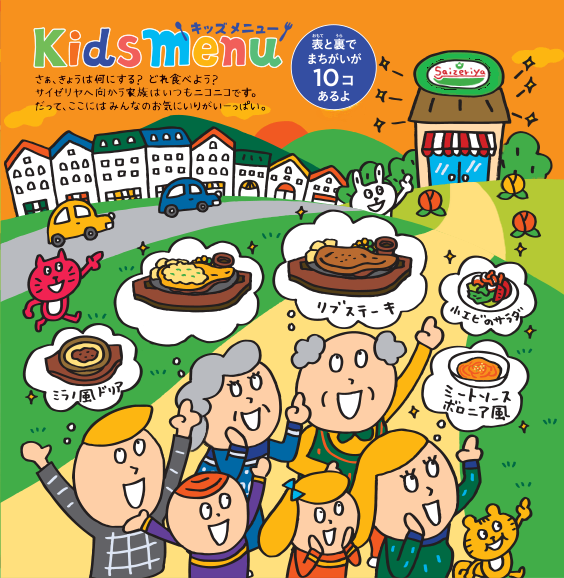 キッズメニュー
Kidsmenu
さぁ、きょうは何にする? どれ食べよう?
サイゼリヤへ向かう家族はいつもニコニコです。
だって、ここには みんなのお気にいりがいーっぱい。
表と裏で
おもて うら
まちがいが
10コ
あるよ
Saizeriya
リブステーキ
小エビのサラダ
ミラノ風ドリア
ミートソース
ボロニア風